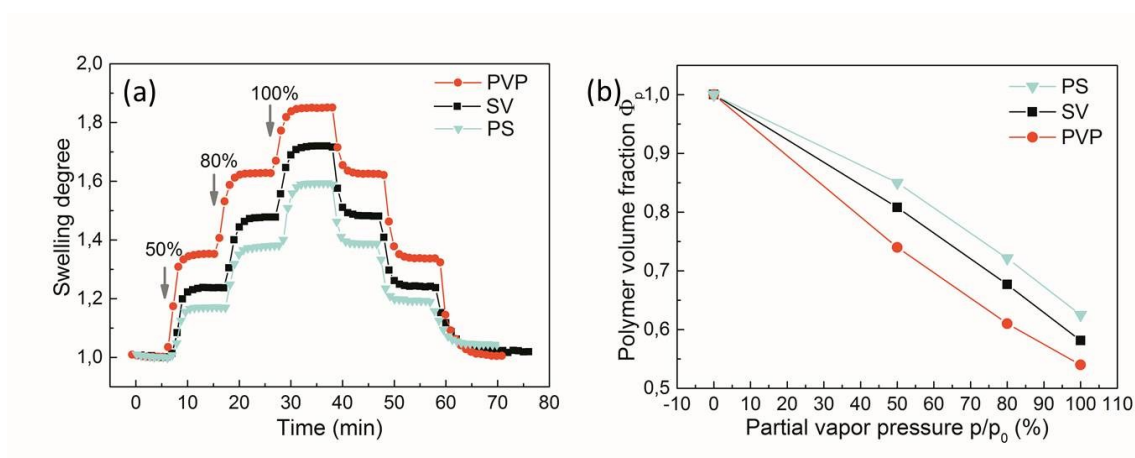 (a)
2,0
1,8
1,6
1,4
1,2
1,0
Swelling degree
50%
80%
100%
PVP
SV
PS
0 10 20 30 40 50 60 70 80
Time (min)
(b)
1,0
0,9
0,8
0,7
0,6
0,5
Polymer volume fraction Φp
PS
SV
PVP
-10 0 10 20 30 40 50 60 70 80 90 100 110
Partial vapor pressure p/p0 (%)